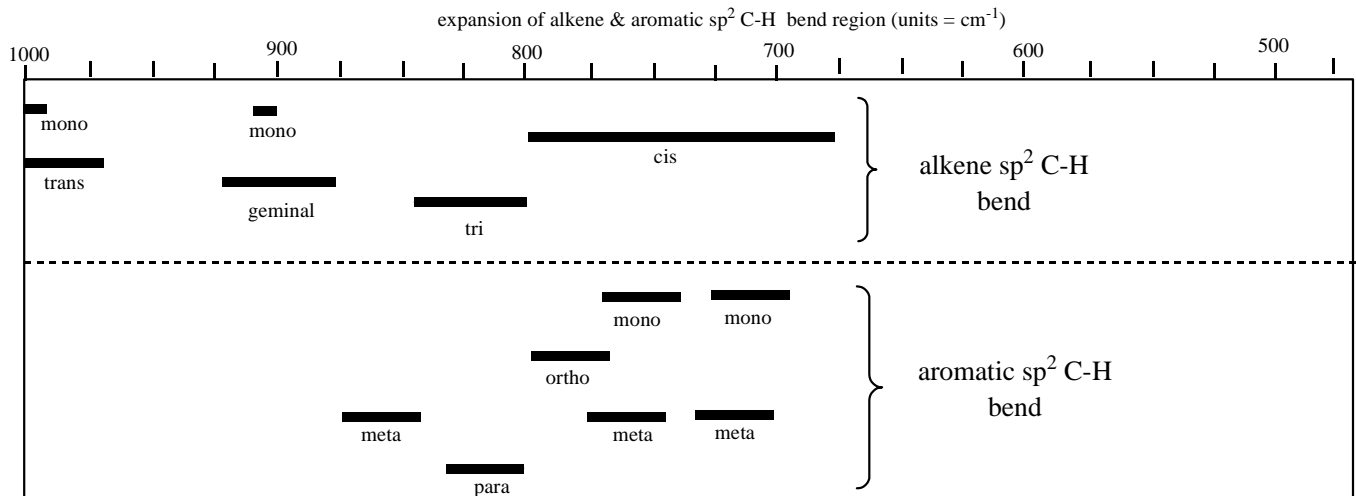 expansion of alkene & aromatic sp² C-H bend region (units = cm⁻¹)
1000 900 800 700 600 500
mono mono
cis
trans
geminal
tri
alkene sp² C-H
bend
mono mono
ortho
aromatic sp² C-H
bend
meta meta meta
para